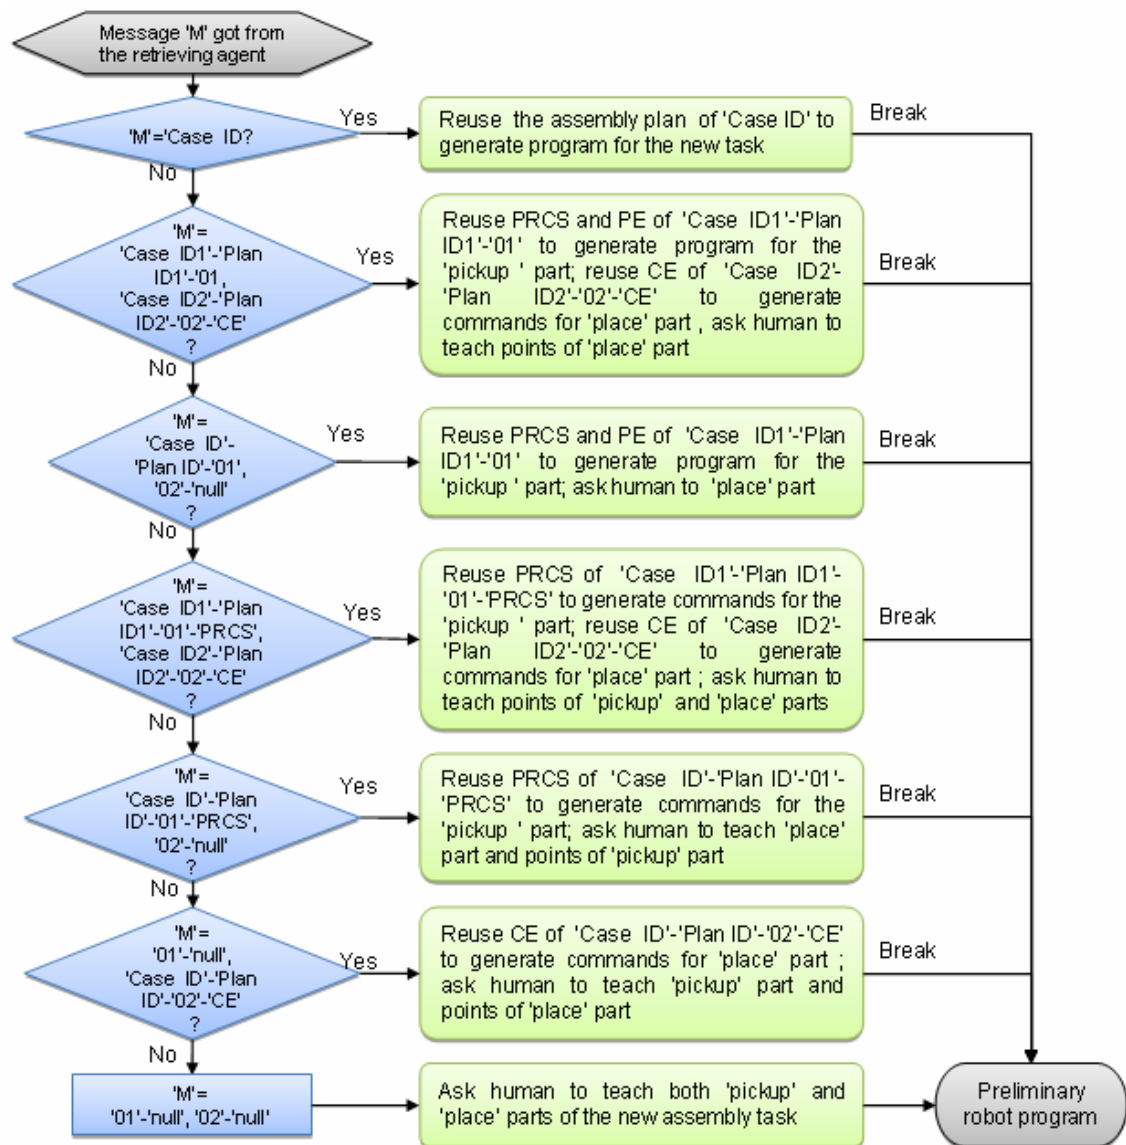 Message 'M' got from
the retrieving agent
'M'='Case ID?
Yes
Reuse the assembly plan of 'Case ID' to
generate program for the new task
Break
No
'M'=
'Case ID1'-'Plan
ID1'-'01,
'Case ID2'-'Plan
ID2'-'02'-'CE'
?
Yes
Reuse PRCS and PE of 'Case ID1'-'Plan
ID1'-'01' to generate program for the
'pickup ' part; reuse CE of 'Case ID2'-
'Plan ID2'-'02'-'CE' to generate
commands for 'place' part , ask human to
teach points of 'place' part
Break
No
'M'=
'Case ID'-
'Plan ID'-'01',
'02'-'null'
?
Yes
Reuse PRCS and PE of 'Case ID1'-'Plan
ID1'-'01' to generate program for the
'pickup ' part; ask human to 'place' part
Break
No
'M'=
'Case ID1'-'Plan
ID1'-'01'-'PRCS',
'Case ID2'-'Plan
ID2'-'02'-'CE'
?
Yes
Reuse PRCS of 'Case ID1'-'Plan ID1'-
'01'-'PRCS' to generate commands for the
'pickup ' part; reuse CE of 'Case ID2'-
'Plan ID2'-'02'-'CE' to generate
commands for 'place' part ; ask human to
teach points of 'pickup' and 'place' parts
Break
No
'M'=
'Case ID'-'Plan
ID'-'01'-'PRCS',
'02'-'null'
?
Yes
Reuse PRCS of 'Case ID'-'Plan ID'-'01'-
'PRCS' to generate commands for the
'pickup ' part; ask human to teach 'place'
part and points of 'pickup' part
Break
No
'M'=
'01'-'null',
'Case ID'-'Plan
ID'-'02'-'CE'
?
Yes
Reuse CE of 'Case ID'-'Plan ID'-'02'-'CE'
to generate commands for 'place' part ;
ask human to teach 'pickup' part and
points of 'place' part
Break
No
'M'=
'01'-'null', '02'-'null'
Ask human to teach both 'pickup' and
'place' parts of the new assembly task
Preliminary
robot program